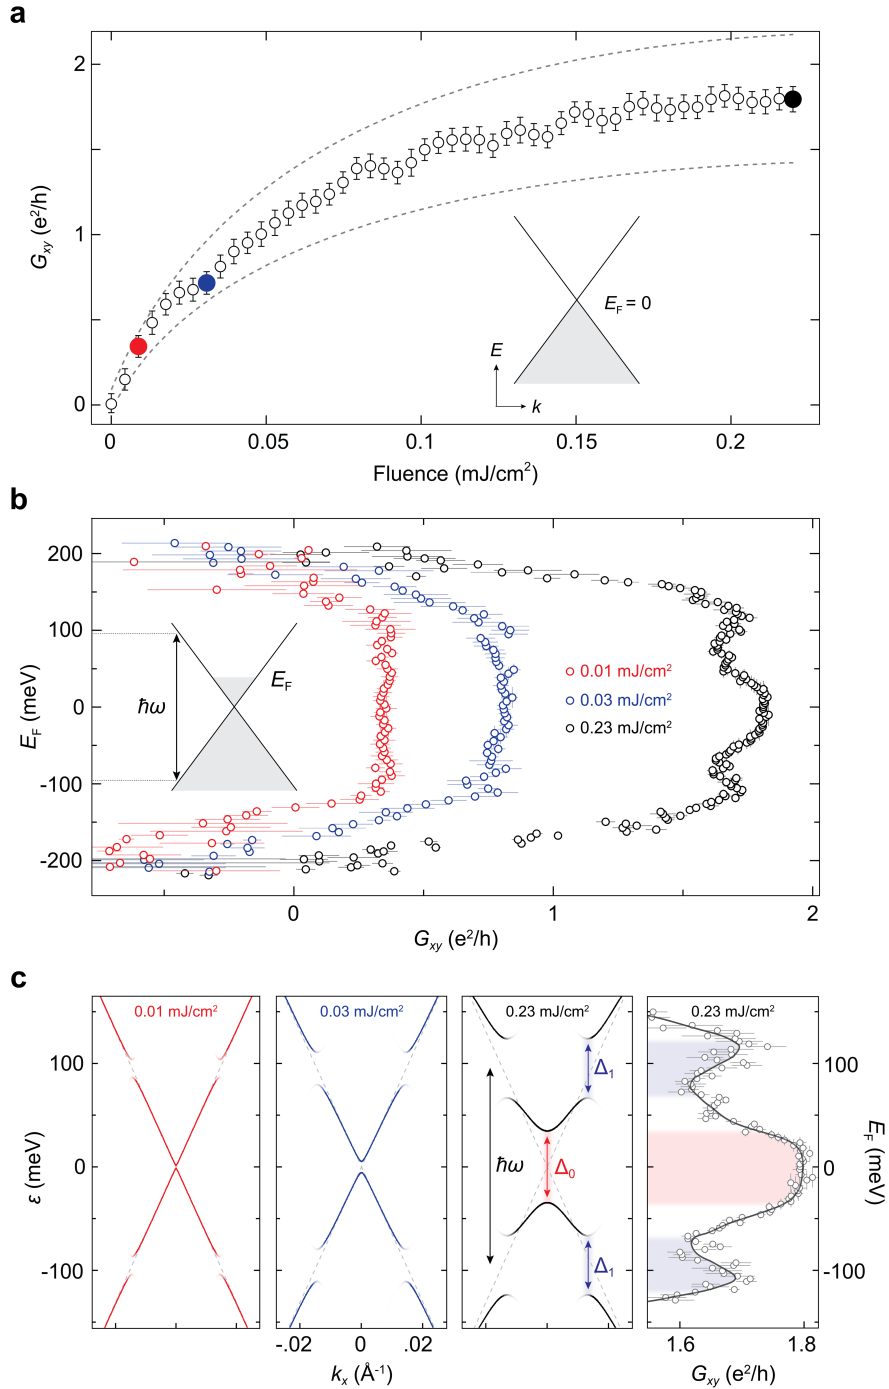 a
2
1
0
G_xy (e²/h)
E_F = 0
E
k
0
0.05
0.1
0.15
0.2
Fluence (mJ/cm²)
b
200
100
0
-100
-200
E_F (meV)
ħω
E_F
0.01 mJ/cm²
0.03 mJ/cm²
0.23 mJ/cm²
0
1
2
G_xy (e²/h)
c
0.01 mJ/cm²
0.03 mJ/cm²
0.23 mJ/cm²
0.23 mJ/cm²
100
0
-100
ε (meV)
ħω
Δ₀
Δ₁
Δ₁
100
0
-100
E_F (meV)
-.02
0
.02
k_x (Å⁻¹)
1.6
1.8
G_xy (e²/h)